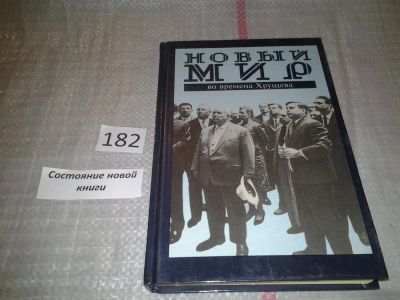 НОВЫЙ
МИР
во времена Хрущева
182
Состояние новой
книги